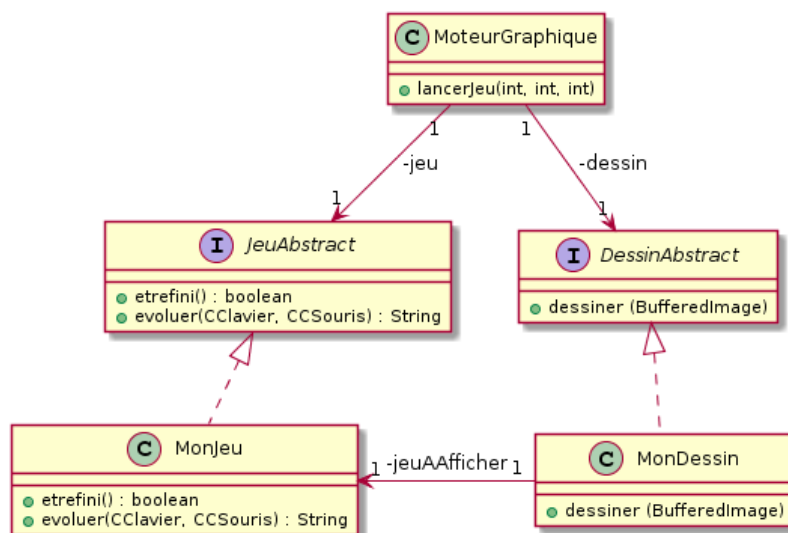 C MoteurGraphique
lancerJeu(int, int, int)
1 1
-jeu -dessin
1 1
I JeuAbstract
etrefini() : boolean
evoluer(CClavier, CCSouris) : String
I DessinAbstract
dessiner (BufferedImage)
C MonJeu
etrefini() : boolean
evoluer(CClavier, CCSouris) : String
1 -jeuAAfficher 1
C MonDessin
dessiner (BufferedImage)